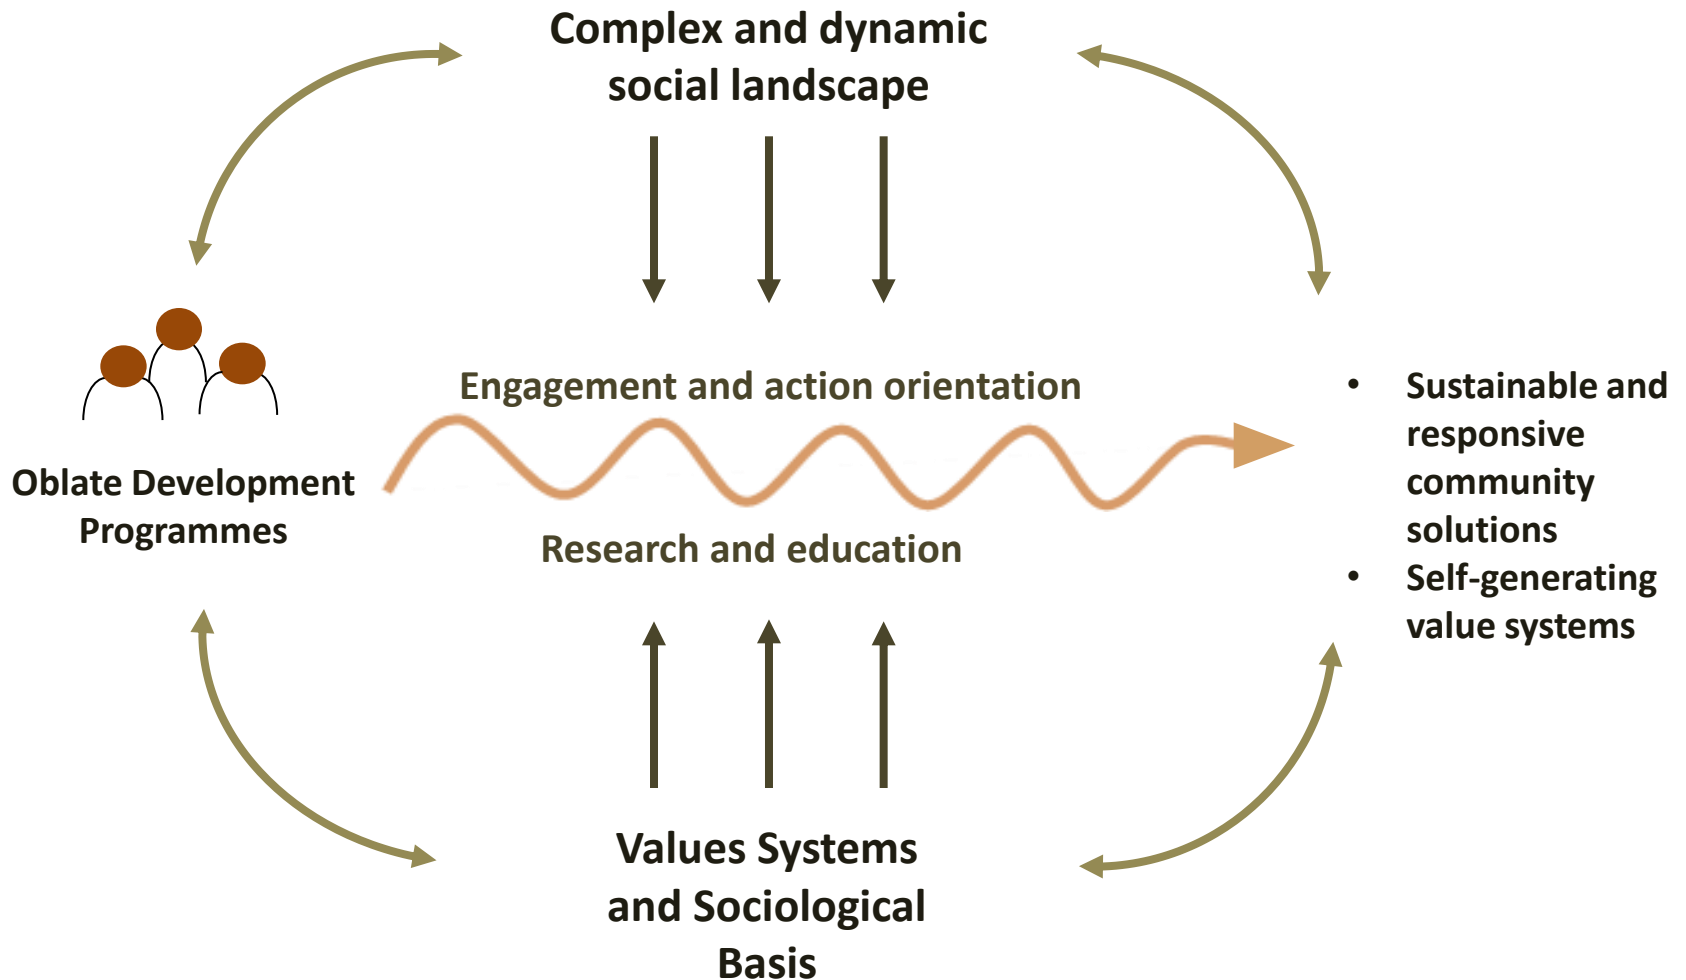 Complex and dynamic
social landscape
Engagement and action orientation
Oblate Development
Programmes
Research and education
• Sustainable and
responsive
community
solutions
• Self-generating
value systems
Values Systems
and Sociological
Basis